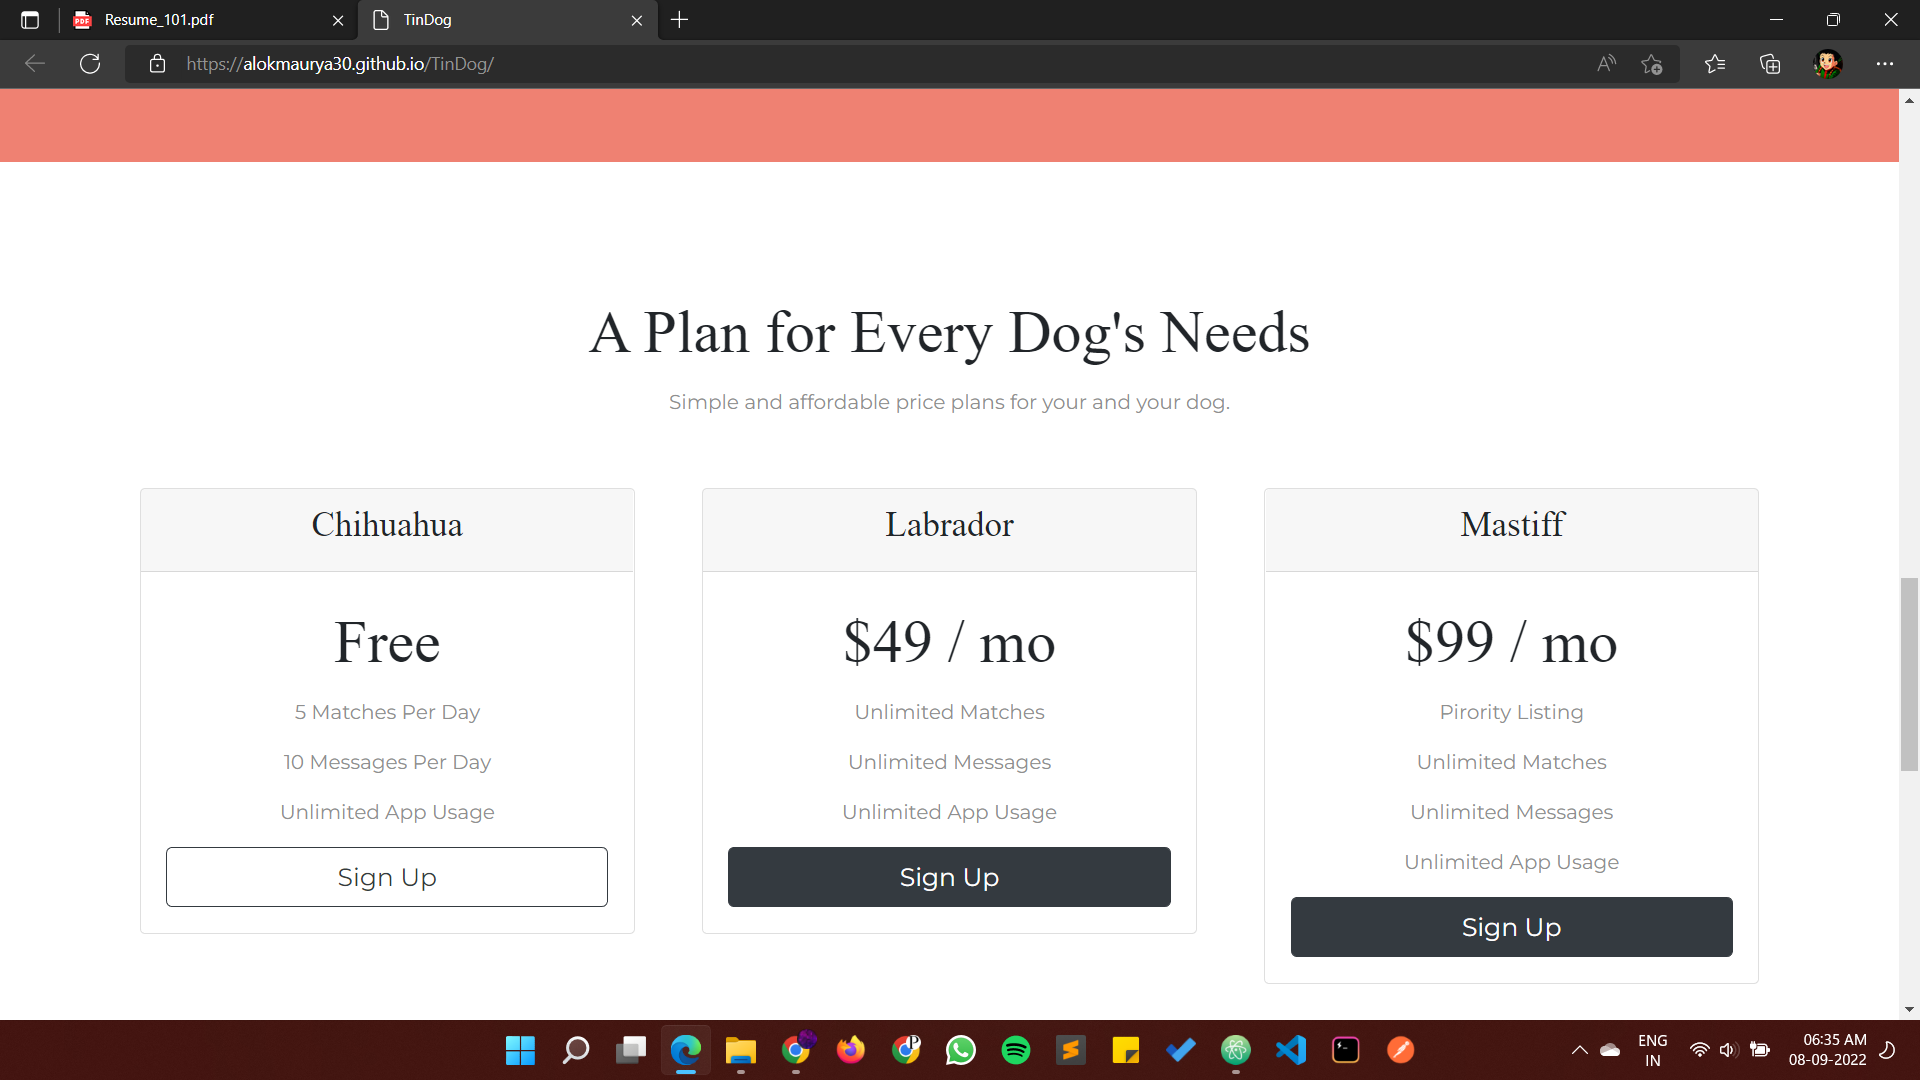 Resume_101.pdf
TinDog
https://alokmaurya30.github.io/TinDog/
A Plan for Every Dog's Needs
Simple and affordable price plans for your and your dog.
Chihuahua
Free
5 Matches Per Day
10 Messages Per Day
Unlimited App Usage
Sign Up
Labrador
$49 / mo
Unlimited Matches
Unlimited Messages
Unlimited App Usage
Sign Up
Mastiff
$99 / mo
Pirority Listing
Unlimited Matches
Unlimited Messages
Unlimited App Usage
Sign Up
ENG
IN
06:35 AM
08-09-2022